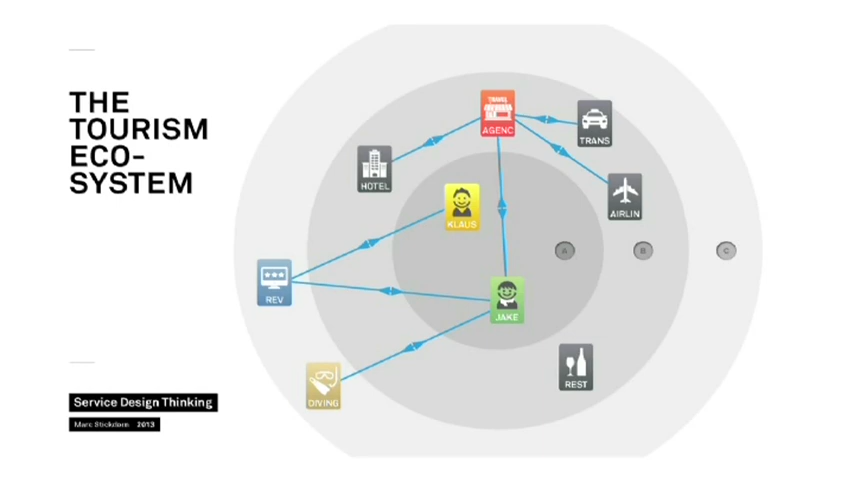 THE
TOURISM
ECO-
SYSTEM
TRAVEL
AGENC
TRANS
HOTEL
AIRLIN
KLAUS
A
B
C
REV
JAKE
REST
DIVING
Service Design Thinking
Marc Stickdorn 2013